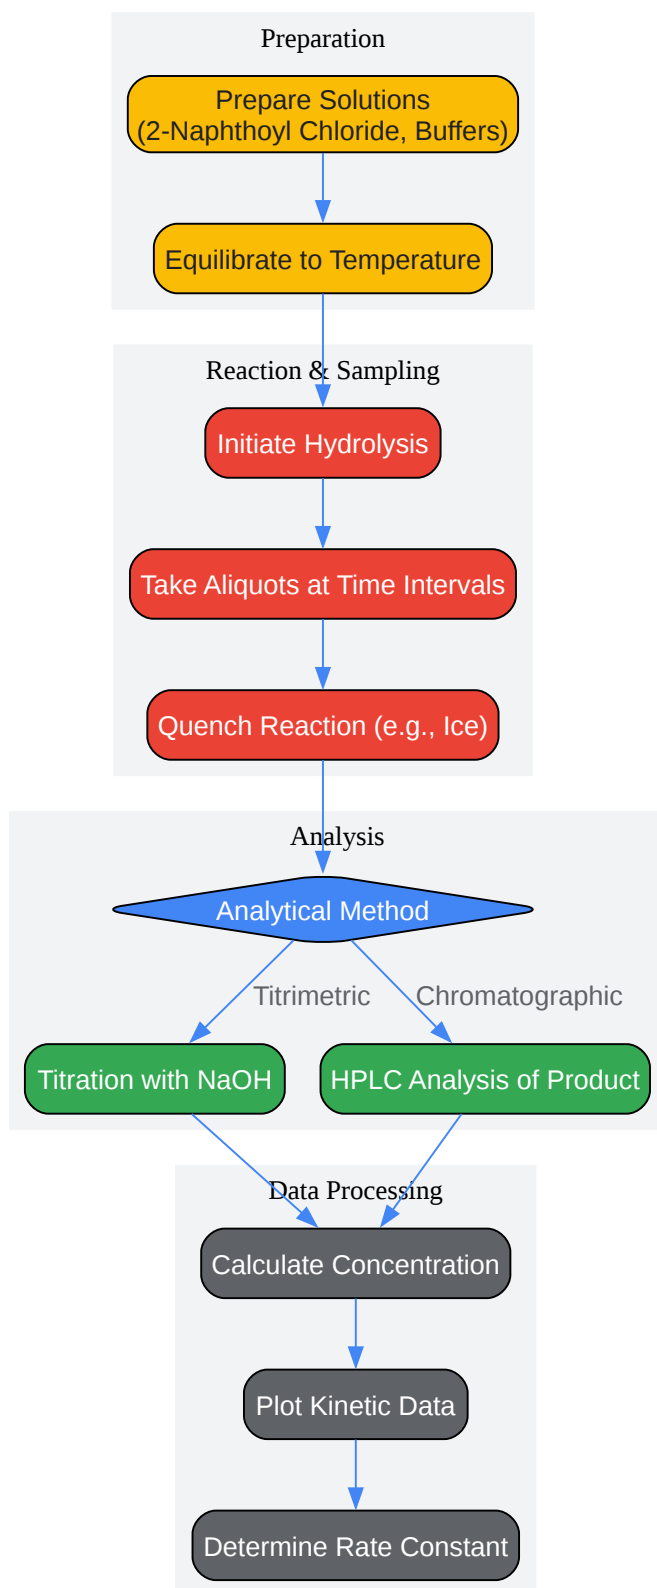 Preparation
Prepare Solutions
(2-Naphthoyl Chloride, Buffers)
Equilibrate to Temperature
Reaction & Sampling
Initiate Hydrolysis
Take Aliquots at Time Intervals
Quench Reaction (e.g., Ice)
Analysis
Analytical Method
Titrimetric
Chromatographic
Titration with NaOH
HPLC Analysis of Product
Data Processing
Calculate Concentration
Plot Kinetic Data
Determine Rate Constant